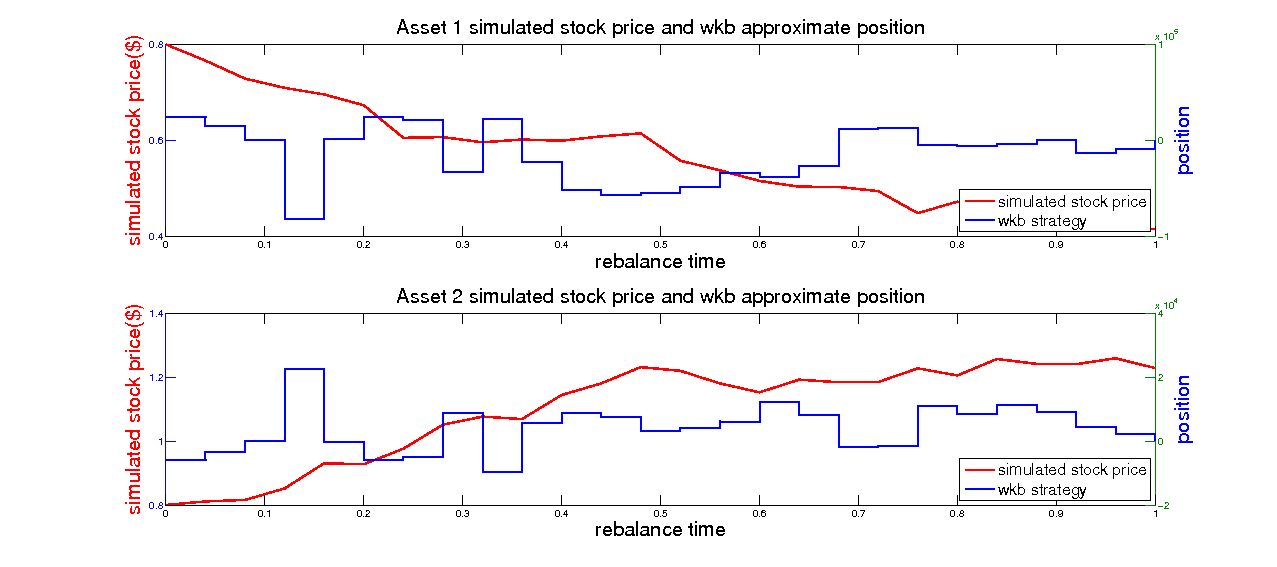 Asset 1 simulated stock price and wkb approximate position
simulated stock price($)
0.8
0.6
0.4
x 10^5
1
0
-1
position
simulated stock price
wkb strategy
0 0.1 0.2 0.3 0.4 0.5 0.6 0.7 0.8 1
rebalance time
Asset 2 simulated stock price and wkb approximate position
simulated stock price($)
1.4
1.2
1
0.8
x 10^4
4
2
0
-2
position
simulated stock price
wkb strategy
0 0.1 0.2 0.3 0.4 0.5 0.6 0.7 0.8 0.9 1
rebalance time